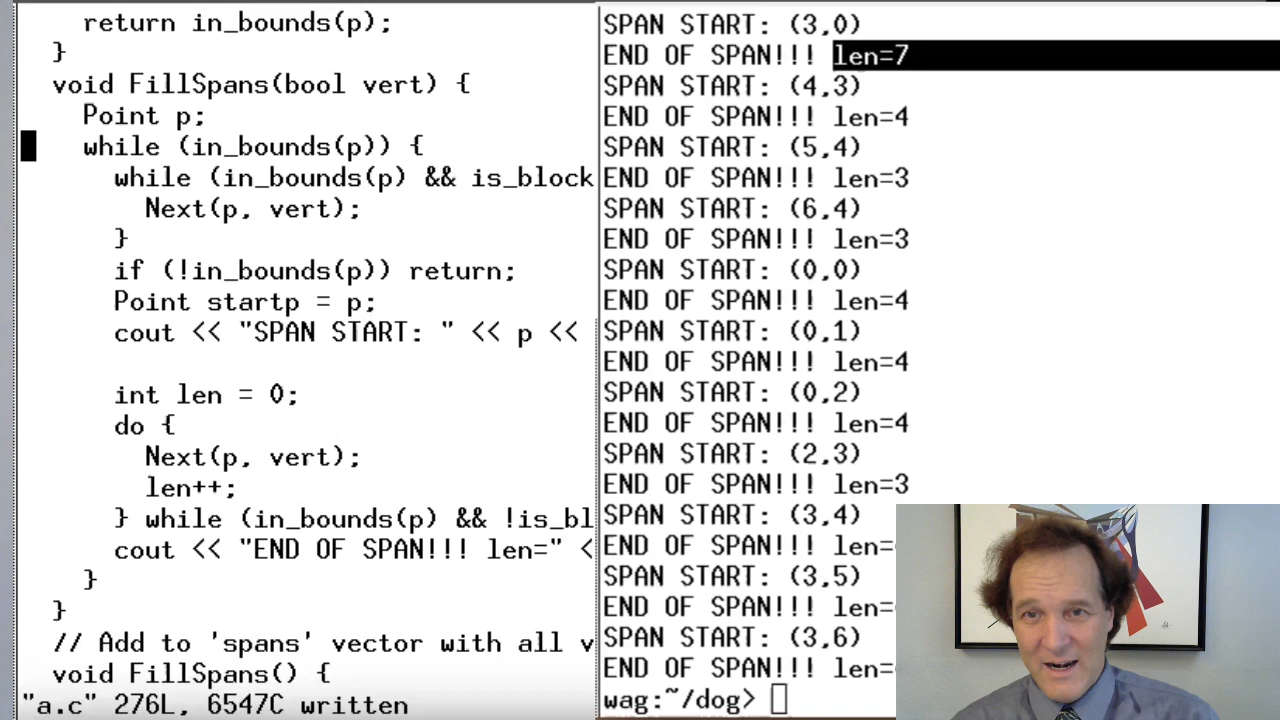 return in_bounds(p);
}
void FillSpans(bool vert) {
Point p;
while (in_bounds(p)) {
while (in_bounds(p) && is_block
Next(p, vert);
}
if (!in_bounds(p)) return;
Point startp = p;
cout << "SPAN START: " << p <<
int len = 0;
do {
Next(p, vert);
len++;
} while (in_bounds(p) && !is_bl
cout << "END OF SPAN!!! len=" <
}
}
// Add to 'spans' vector with all v
void FillSpans() {
"a.c" 276L, 6547C written
SPAN START: (3,0)
END OF SPAN!!! len=7
SPAN START: (4,3)
END OF SPAN!!! len=4
SPAN START: (5,4)
END OF SPAN!!! len=3
SPAN START: (6,4)
END OF SPAN!!! len=3
SPAN START: (0,0)
END OF SPAN!!! len=4
SPAN START: (0,1)
END OF SPAN!!! len=4
SPAN START: (0,2)
END OF SPAN!!! len=4
SPAN START: (2,3)
END OF SPAN!!! len=3
SPAN START: (3,4)
END OF SPAN!!! len=
SPAN START: (3,5)
END OF SPAN!!! len=
SPAN START: (3,6)
END OF SPAN!!! len=
wag:~/dog>